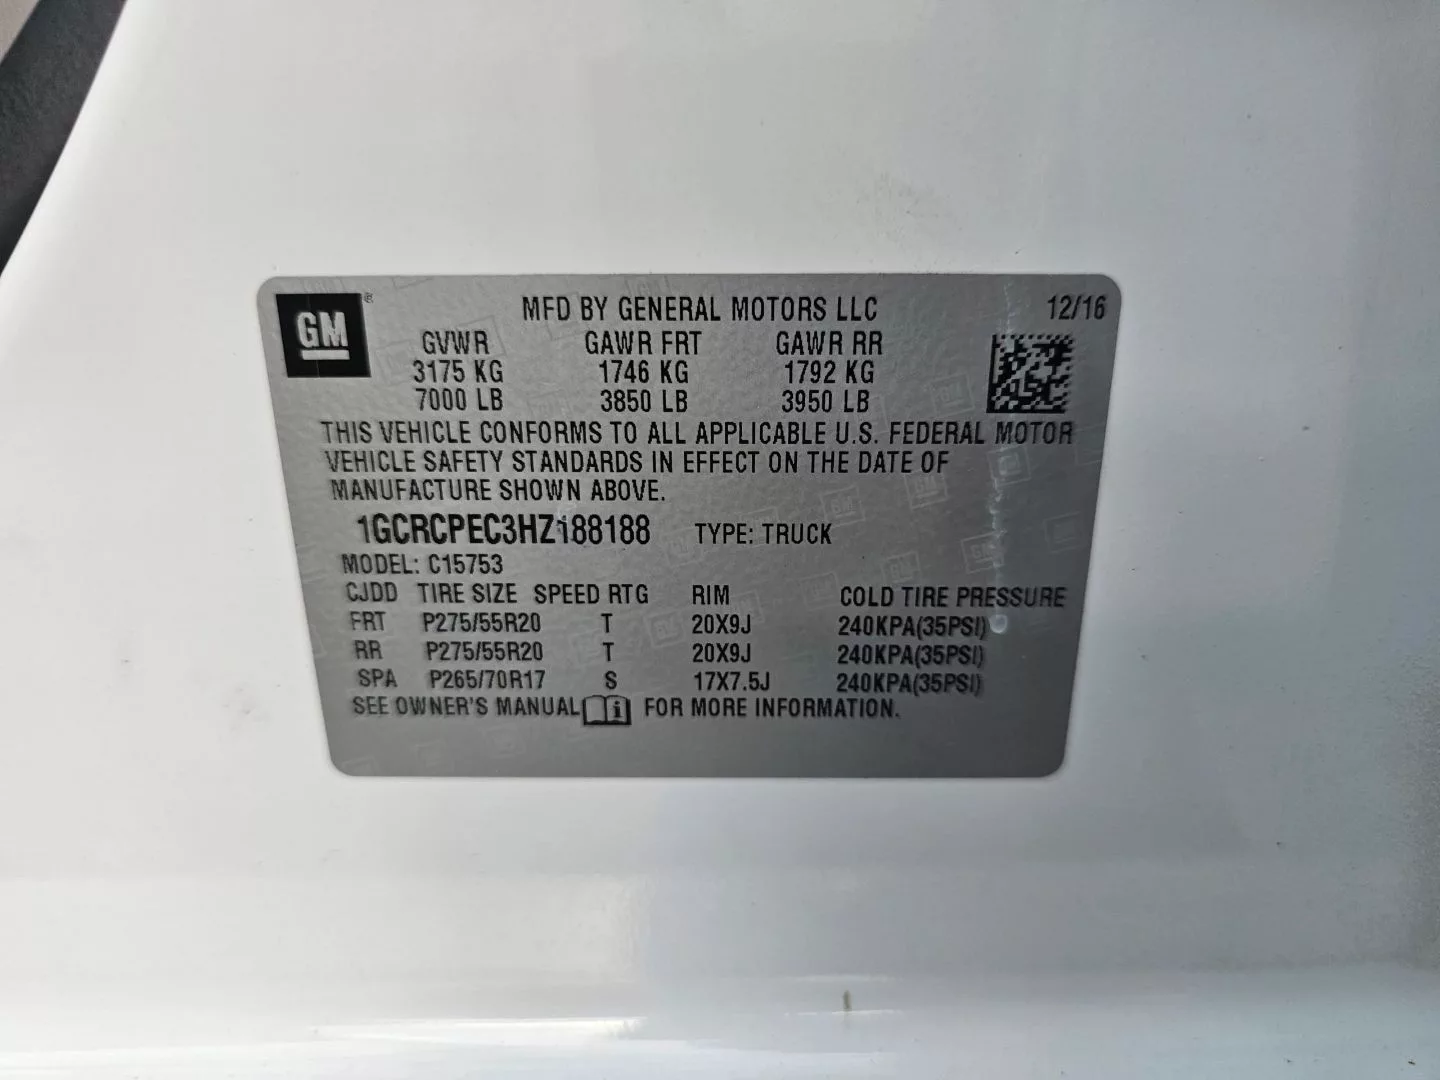 GM
MFD BY GENERAL MOTORS LLC 12/16
GVWR GAWR FRT GAWR RR
3175 KG 1746 KG 1792 KG
7000 LB 3850 LB 3950 LB
THIS VEHICLE CONFORMS TO ALL APPLICABLE U.S. FEDERAL MOTOR
VEHICLE SAFETY STANDARDS IN EFFECT ON THE DATE OF
MANUFACTURE SHOWN ABOVE.
1GCRCPEC3HZ188188 TYPE: TRUCK
MODEL: C15753
CJDD TIRE SIZE SPEED RTG RIM COLD TIRE PRESSURE
FRT P275/55R20 T 20X9J 240KPA(35PSI)
RR P275/55R20 T 20X9J 240KPA(35PSI)
SPA P265/70R17 S 17X7.5J 240KPA(35PSI)
SEE OWNER'S MANUAL i FOR MORE INFORMATION.